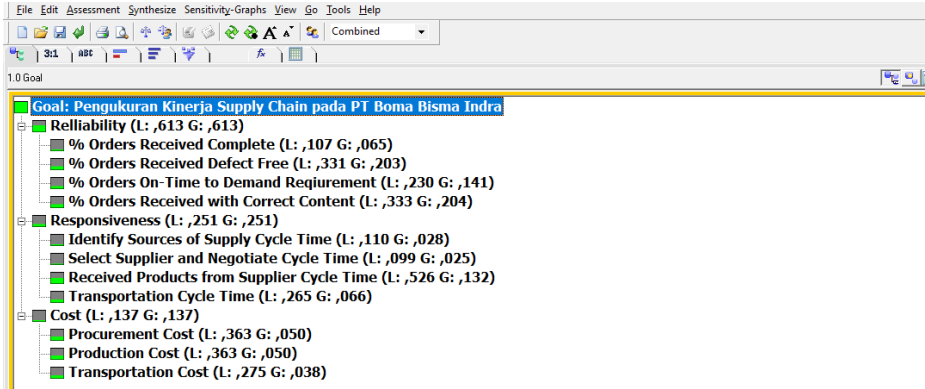 File Edit Assessment Synthesize Sensitivity-Graphs View Go Tools Help
A A Combined
3:1 ABC fx
1.0 Goal
Goal: Pengukuran Kinerja Supply Chain pada PT Boma Bisma Indra
Relliability (L: ,613 G: ,613)
% Orders Received Complete (L: ,107 G: ,065)
% Orders Received Defect Free (L: ,331 G: ,203)
% Orders On-Time to Demand Reqiurement (L: ,230 G: ,141)
% Orders Received with Correct Content (L: ,333 G: ,204)
Responsiveness (L: ,251 G: ,251)
Identify Sources of Supply Cycle Time (L: ,110 G: ,028)
Select Supplier and Negotiate Cycle Time (L: ,099 G: ,025)
Received Products from Supplier Cycle Time (L: ,526 G: ,132)
Transportation Cycle Time (L: ,265 G: ,066)
Cost (L: ,137 G: ,137)
Procurement Cost (L: ,363 G: ,050)
Production Cost (L: ,363 G: ,050)
Transportation Cost (L: ,275 G: ,038)